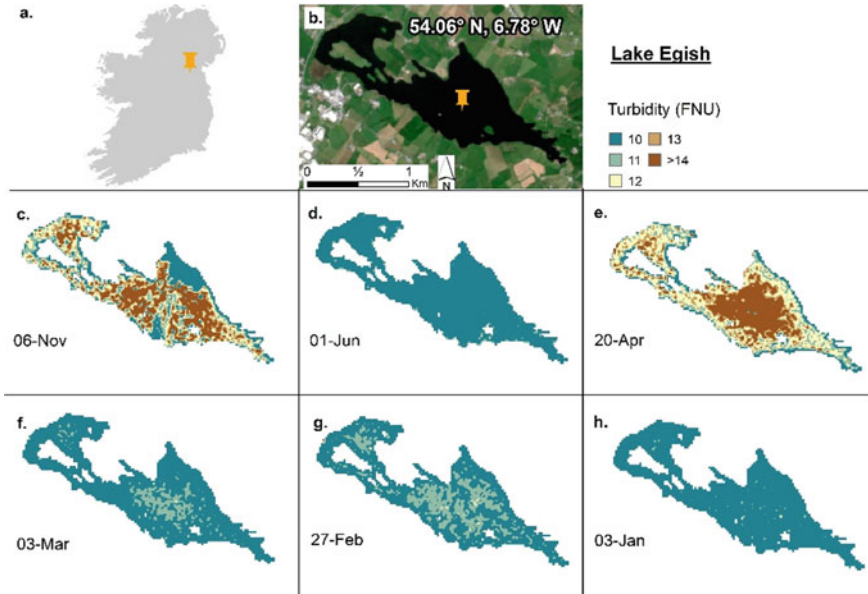 a.
b.
54.06° N, 6.78° W
0 ½ 1
Km
N
Lake Egish
Turbidity (FNU)
10 13
11 >14
12
c.
06-Nov
d.
01-Jun
e.
20-Apr
f.
03-Mar
g.
27-Feb
h.
03-Jan